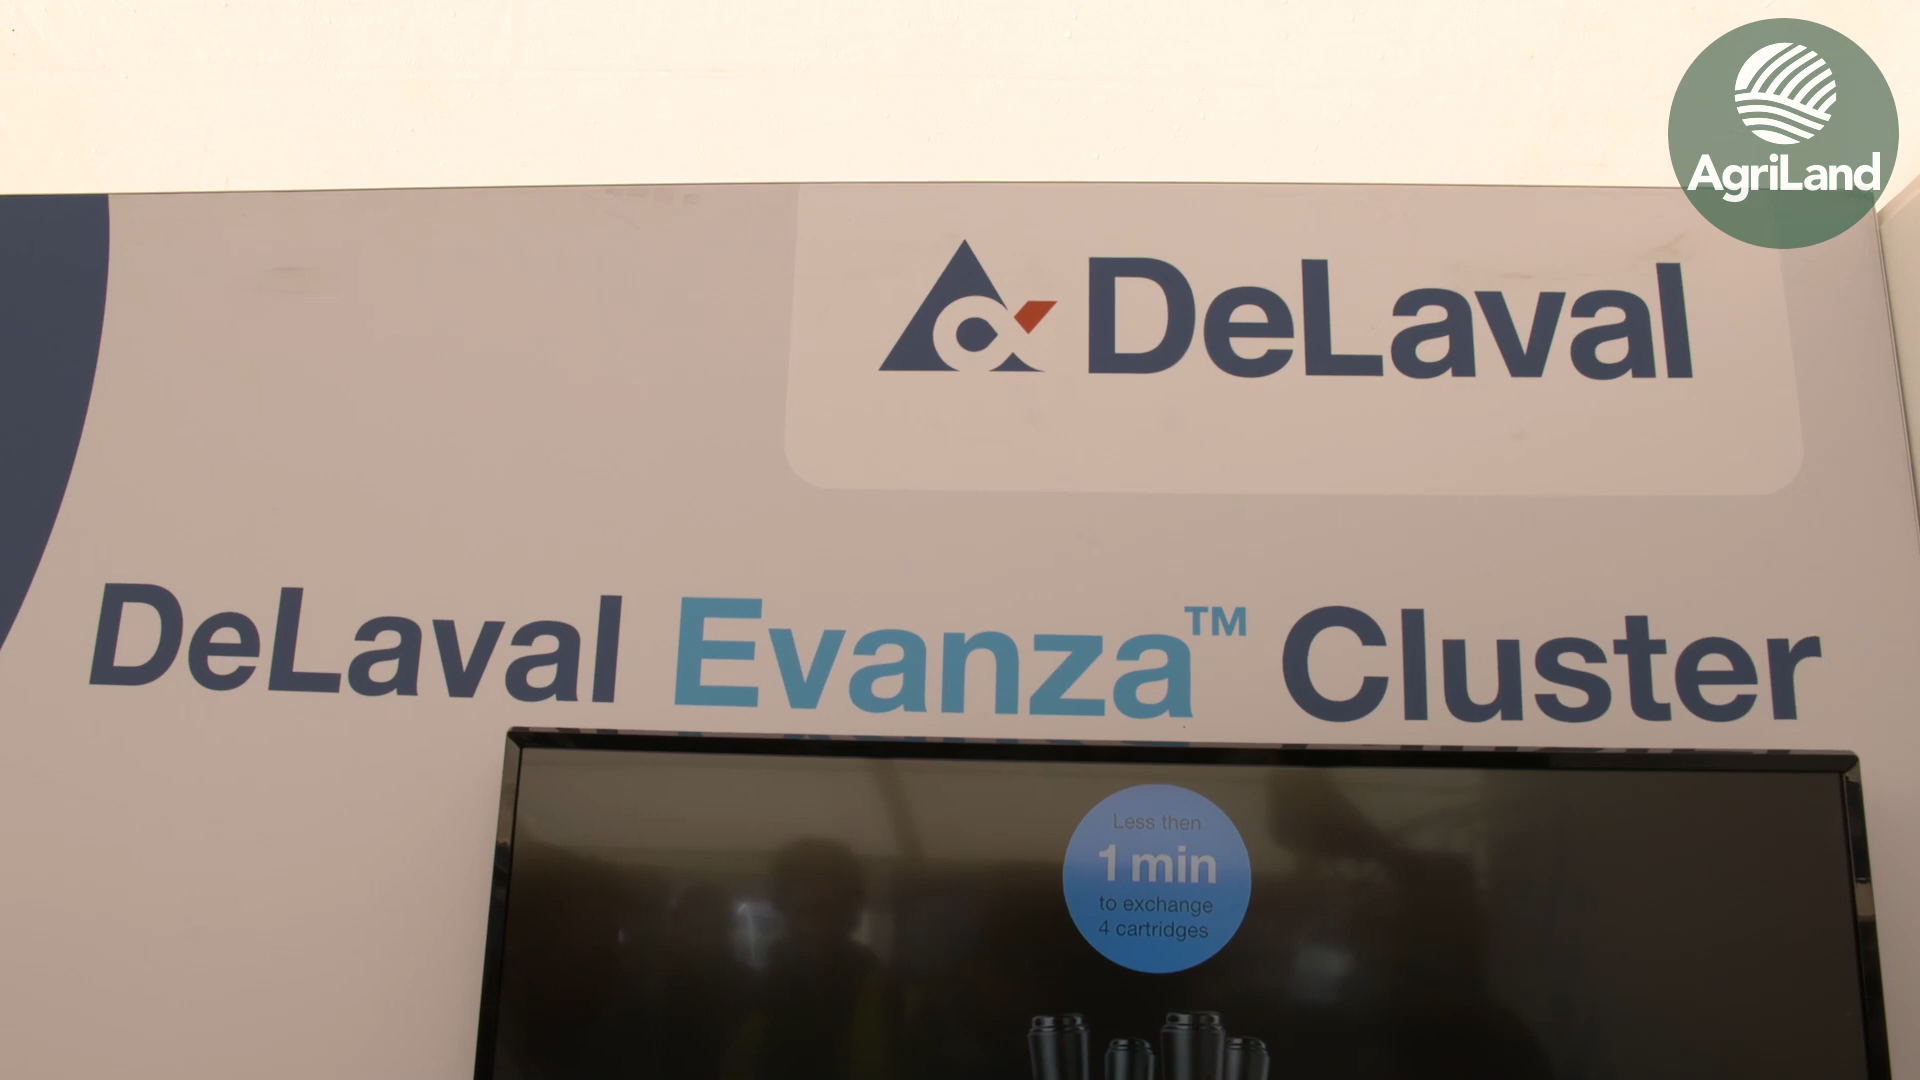 AgriLand
DeLaval
DeLaval Evanza™ Cluster
Less then
1 min
to exchange
4 cartridges